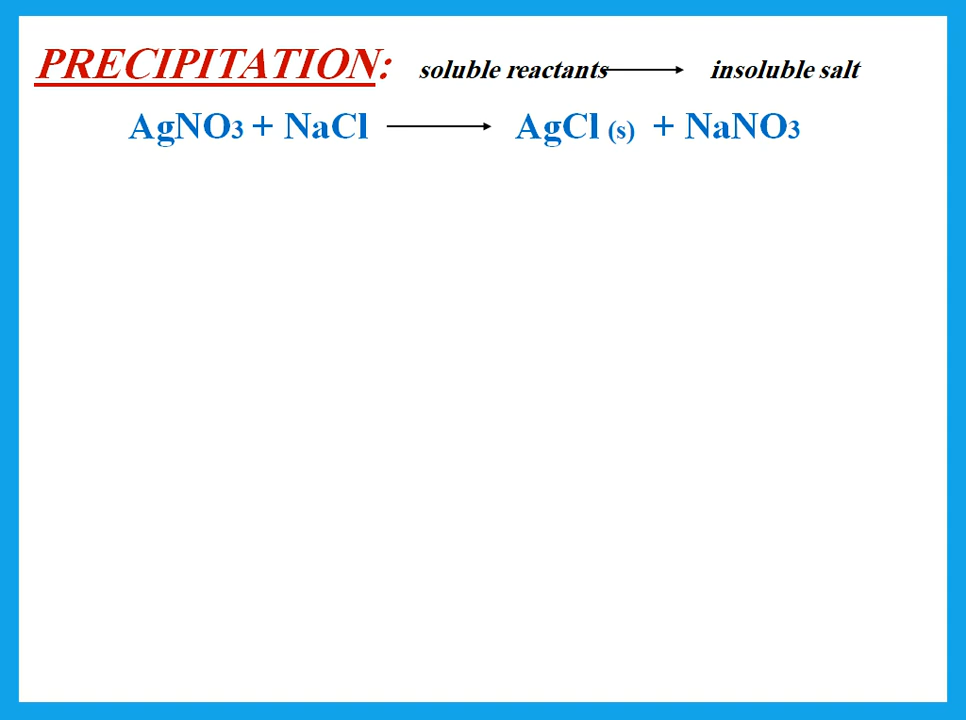 PRECIPITATION: soluble reactants → insoluble salt
AgNO3 + NaCl → AgCl (s) + NaNO3